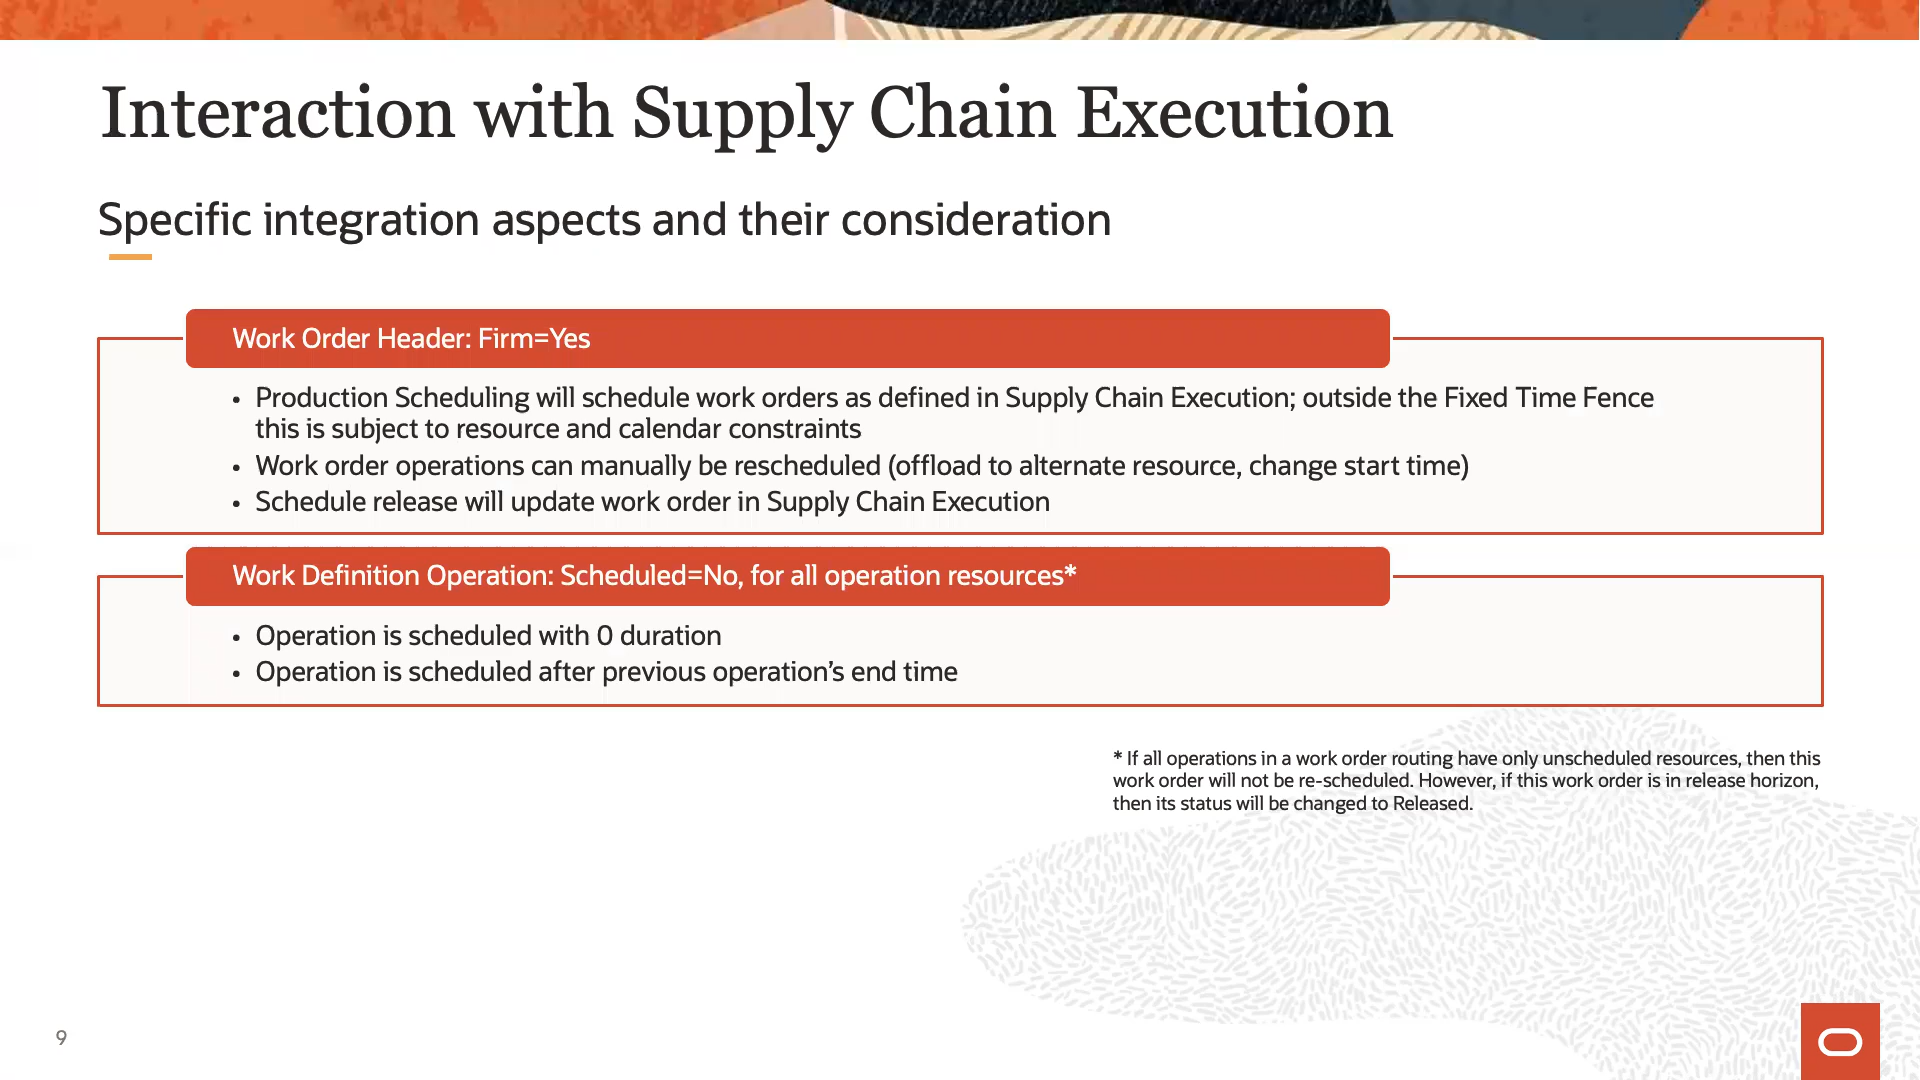 Interaction with Supply Chain Execution
Specific integration aspects and their consideration
Work Order Header: Firm=Yes
• Production Scheduling will schedule work orders as defined in Supply Chain Execution; outside the Fixed Time Fence
this is subject to resource and calendar constraints
• Work order operations can manually be rescheduled (offload to alternate resource, change start time)
• Schedule release will update work order in Supply Chain Execution
Work Definition Operation: Scheduled=No, for all operation resources*
• Operation is scheduled with 0 duration
• Operation is scheduled after previous operation’s end time
* If all operations in a work order routing have only unscheduled resources, then this
work order will not be re-scheduled. However, if this work order is in release horizon,
then its status will be changed to Released.
9